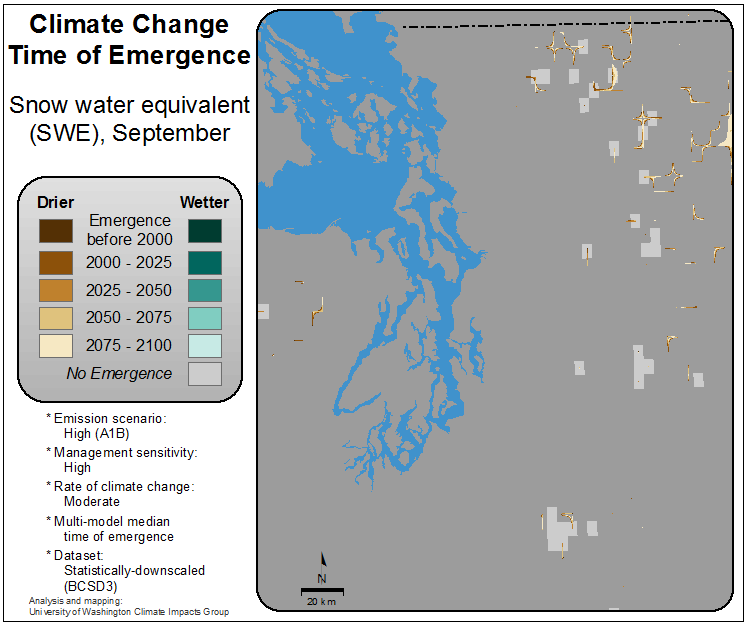 Climate Change
Time of Emergence
Snow water equivalent
(SWE), September
Drier Wetter
Emergence
before 2000
2000 - 2025
2025 - 2050
2050 - 2075
2075 - 2100
No Emergence
* Emission scenario:
High (A1B)
* Management sensitivity:
High
* Rate of climate change:
Moderate
* Multi-model median
time of emergence
* Dataset:
Statistically-downscaled
(BCSD3)
Analysis and mapping:
University of Washington Climate Impacts Group
N
20 km